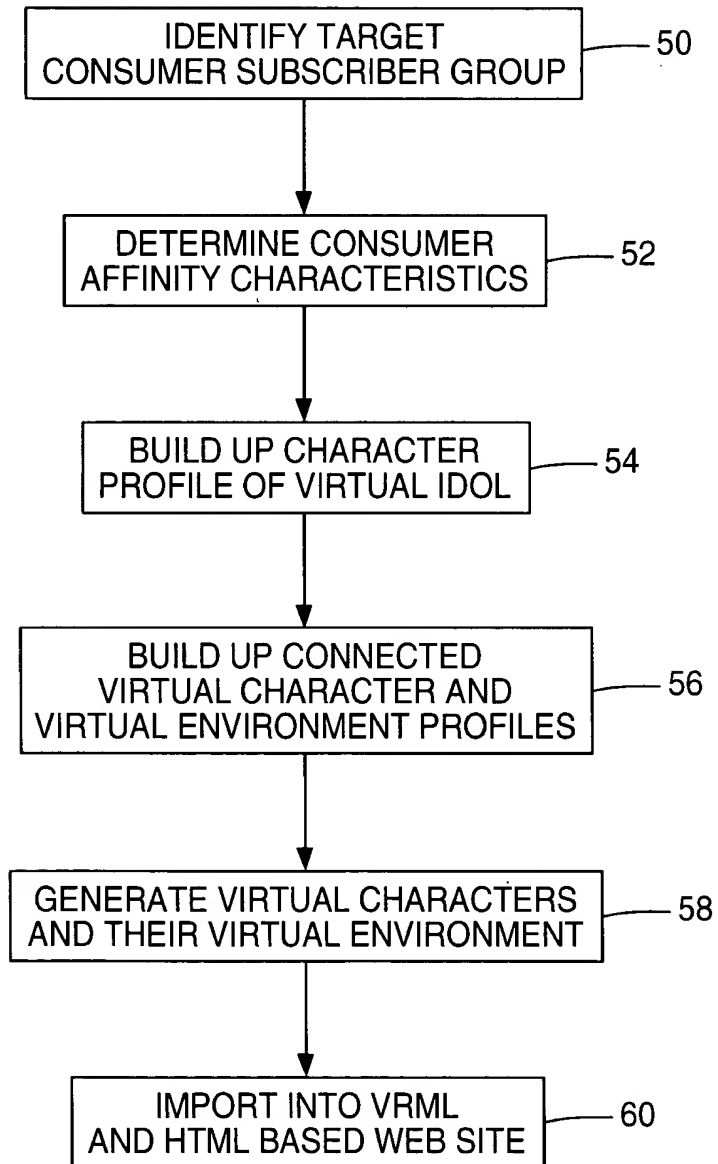 IDENTIFY TARGET
CONSUMER SUBSCRIBER GROUP
50
DETERMINE CONSUMER
AFFINITY CHARACTERISTICS
52
BUILD UP CHARACTER
PROFILE OF VIRTUAL IDOL
54
BUILD UP CONNECTED
VIRTUAL CHARACTER AND
VIRTUAL ENVIRONMENT PROFILES
56
GENERATE VIRTUAL CHARACTERS
AND THEIR VIRTUAL ENVIRONMENT
58
IMPORT INTO VRML
AND HTML BASED WEB SITE
60